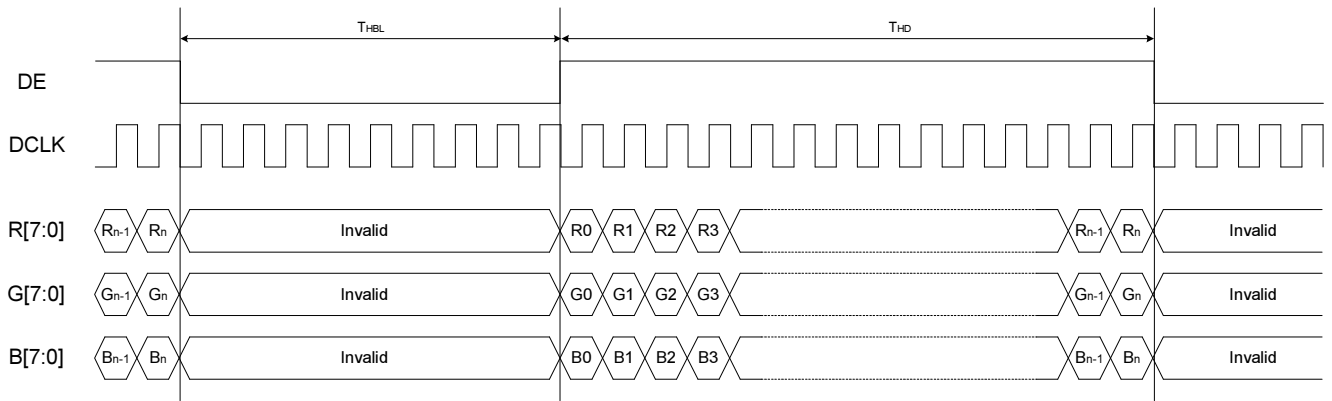 THBL THD
DE
DCLK
R[7:0] Rn-1 Rn Invalid R0 R1 R2 R3 Rn-1 Rn Invalid
G[7:0] Gn-1 Gn Invalid G0 G1 G2 G3 Gn-1 Gn Invalid
B[7:0] Bn-1 Bn Invalid B0 B1 B2 B3 Bn-1 Bn Invalid